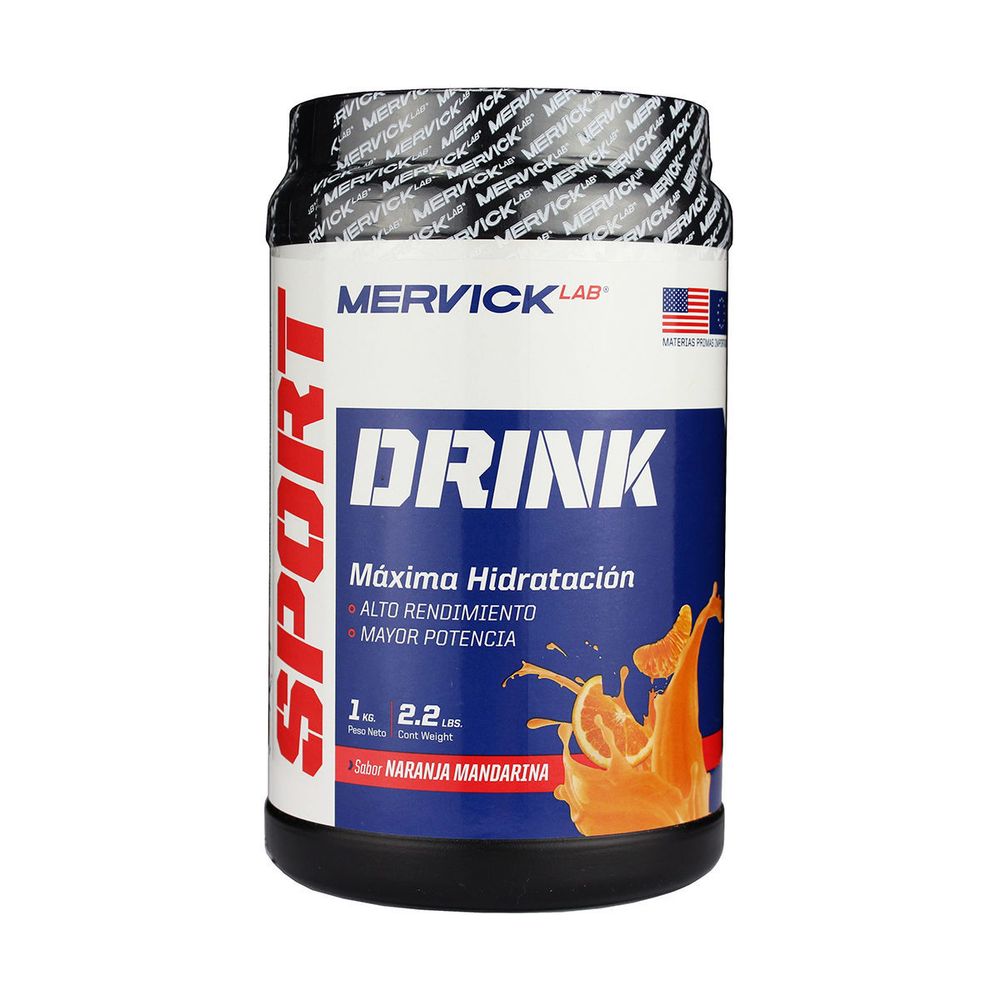 MERVICK LAB®
MERVICK LAB®
SPORT
MATERIAS PRIMAS
DRINK
Máxima Hidratación
ALTO RENDIMIENTO
MAYOR POTENCIA
1 KG. 2.2 LBS.
Peso Neto Cont Weight
Sabor NARANJA MANDARINA